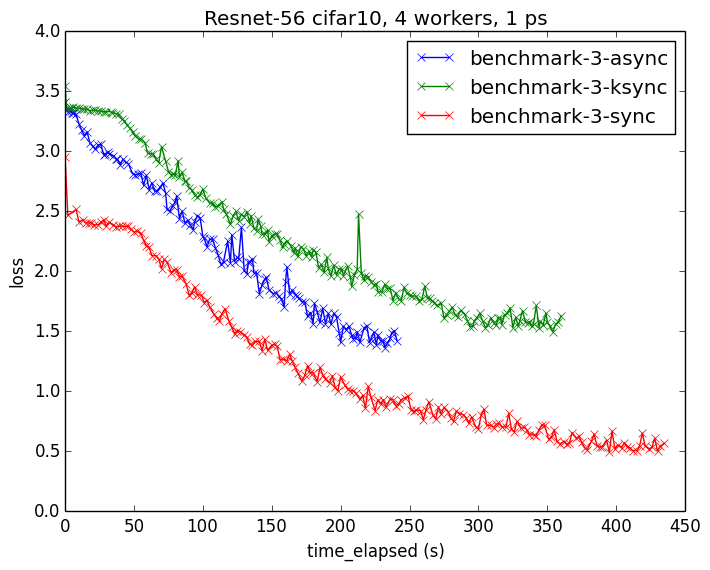 Resnet-56 cifar10, 4 workers, 1 ps
4.0
3.5
3.0
2.5
2.0
1.5
1.0
0.5
0.0
loss
benchmark-3-async
benchmark-3-ksync
benchmark-3-sync
0 50 100 150 200 250 300 350 400 450
time_elapsed (s)